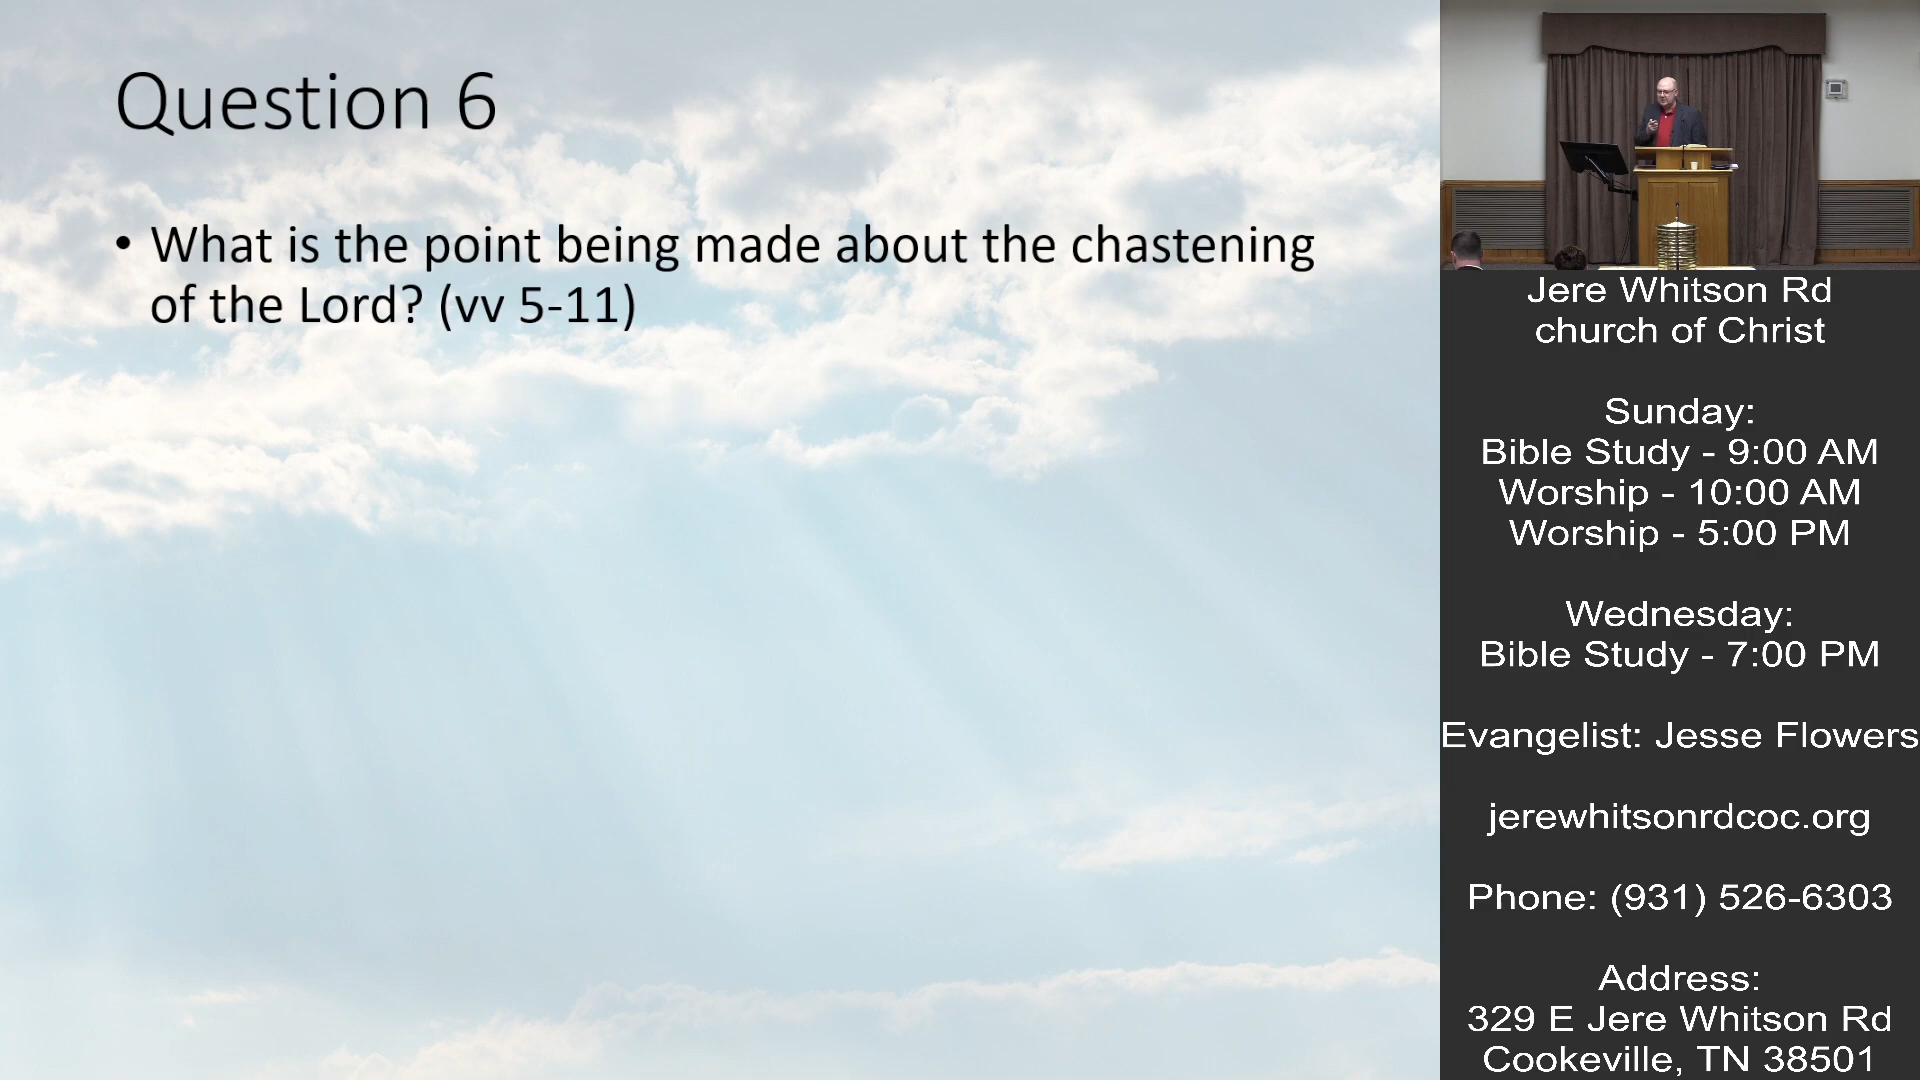 Question 6
• What is the point being made about the chastening
of the Lord? (vv 5-11)
Jere Whitson Rd
church of Christ
Sunday:
Bible Study - 9:00 AM
Worship - 10:00 AM
Worship - 5:00 PM
Wednesday:
Bible Study - 7:00 PM
Evangelist: Jesse Flowers
jerewhitsonrdcoc.org
Phone: (931) 526-6303
Address:
329 E Jere Whitson Rd
Cookeville, TN 38501